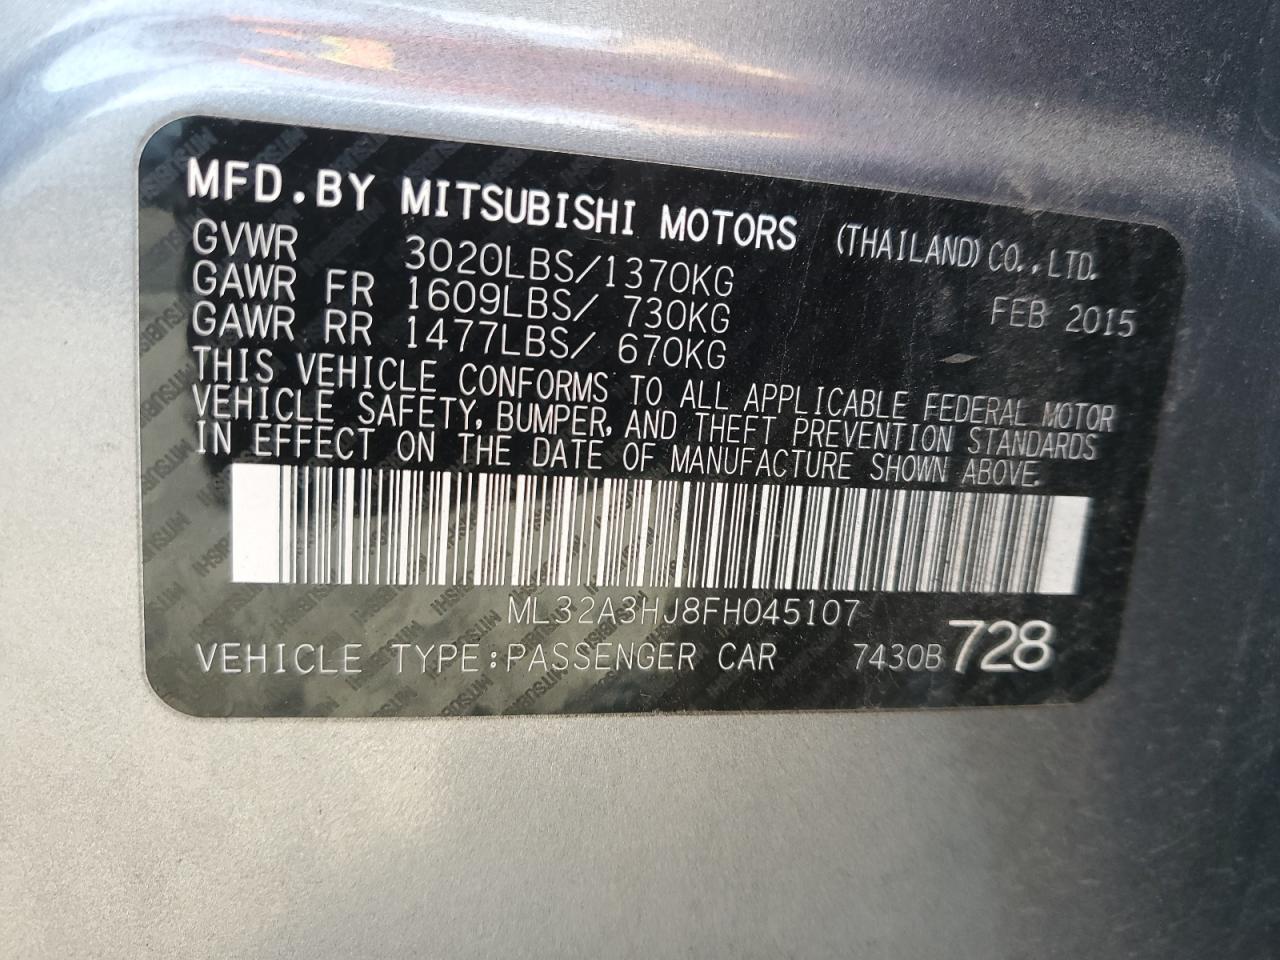 MFD.BY MITSUBISHI MOTORS (THAILAND) CO.,LTD.
GVWR 3020LBS/1370KG FEB 2015
GAWR FR 1609LBS/ 730KG
GAWR RR 1477LBS/ 670KG
THIS VEHICLE CONFORMS TO ALL APPLICABLE FEDERAL MOTOR
VEHICLE SAFETY, BUMPER, AND THEFT PREVENTION STANDARDS
IN EFFECT ON THE DATE OF MANUFACTURE SHOWN ABOVE.
ML32A3HJ8FH045107
VEHICLE TYPE:PASSENGER CAR 7430B 728